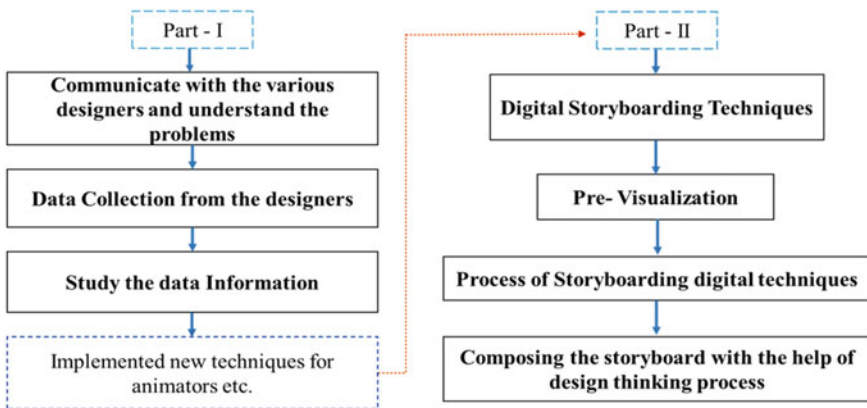 Part - I
Communicate with the various
designers and understand the
problems
Data Collection from the designers
Study the data Information
Implemented new techniques for
animators etc.
Part - II
Digital Storyboarding Techniques
Pre- Visualization
Process of Storyboarding digital techniques
Composing the storyboard with the help of
design thinking process